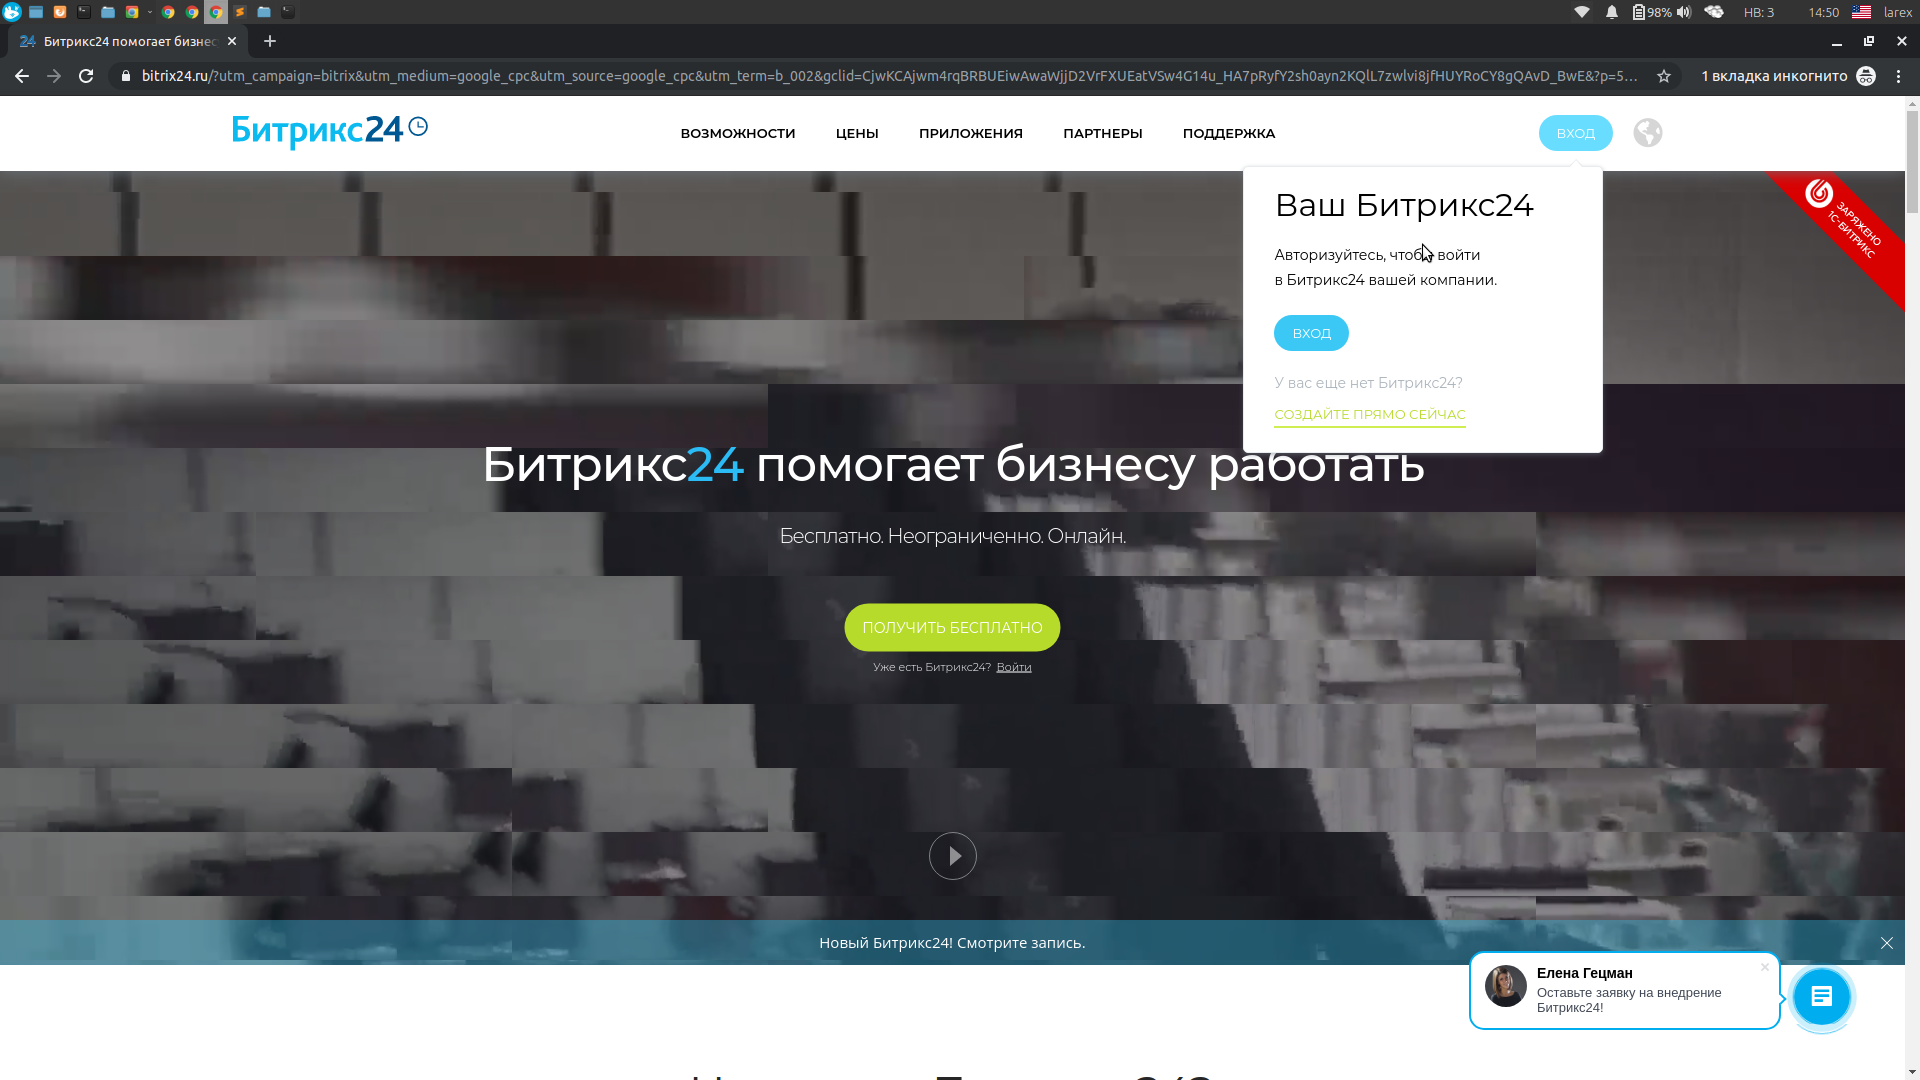 98%
НВ: 3
14:50
larex
24 Битрикс24 помогает бизнес
bitrix24.ru/?utm_campaign=bitrix&utm_medium=google_cpc&utm_source=google_cpc&utm_term=b_002&gclid=CjwKCAjwm4rqBRBUEiwAwaWjjD2VrFXUEatVSw4G14u_HA7pRyfY2sh0ayn2KQlL7zwlvi8jfHUYRoCY8gQAvD_BwE&?p=5...
1 вкладка инкогнито
Битрикс24
ВОЗМОЖНОСТИ
ЦЕНЫ
ПРИЛОЖЕНИЯ
ПАРТНЕРЫ
ПОДДЕРЖКА
ВХОД
Ваш Битрикс24
Авторизуйтесь, чтобы войти
в Битрикс24 вашей компании.
ВХОД
У вас еще нет Битрикс24?
СОЗДАЙТЕ ПРЯМО СЕЙЧАС
ЗАРЯЖЕНО
1С-БИТРИКС
Битрикс24 помогает бизнесу работать
Бесплатно. Неограниченно. Онлайн.
ПОЛУЧИТЬ БЕСПЛАТНО
Уже есть Битрикс24? Войти
Новый Битрикс24! Смотрите запись.
Елена Гецман
Оставьте заявку на внедрение
Битрикс24!